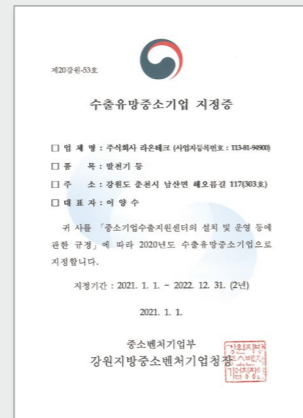 제20강원-53호
수출유망중소기업 지정증
□ 업 체 명 : 주식회사 라온테크 (사업자등록번호 : 113-81-94900)
□ 품 목 : 발전기 등
□ 주 소 : 강원도 춘천시 남산면 해오름길 117(303호)
□ 대 표 자 : 이 양 수
귀 사를 「중소기업수출지원센터의 설치 및 운영 등에
관한 규정」에 따라 2020년도 수출유망중소기업으로
지정합니다.
지정기간 : 2021. 1. 1. ~ 2022. 12. 31. (2년)
2021. 1. 1.
중소벤처기업부
강원지방중소벤처기업청장